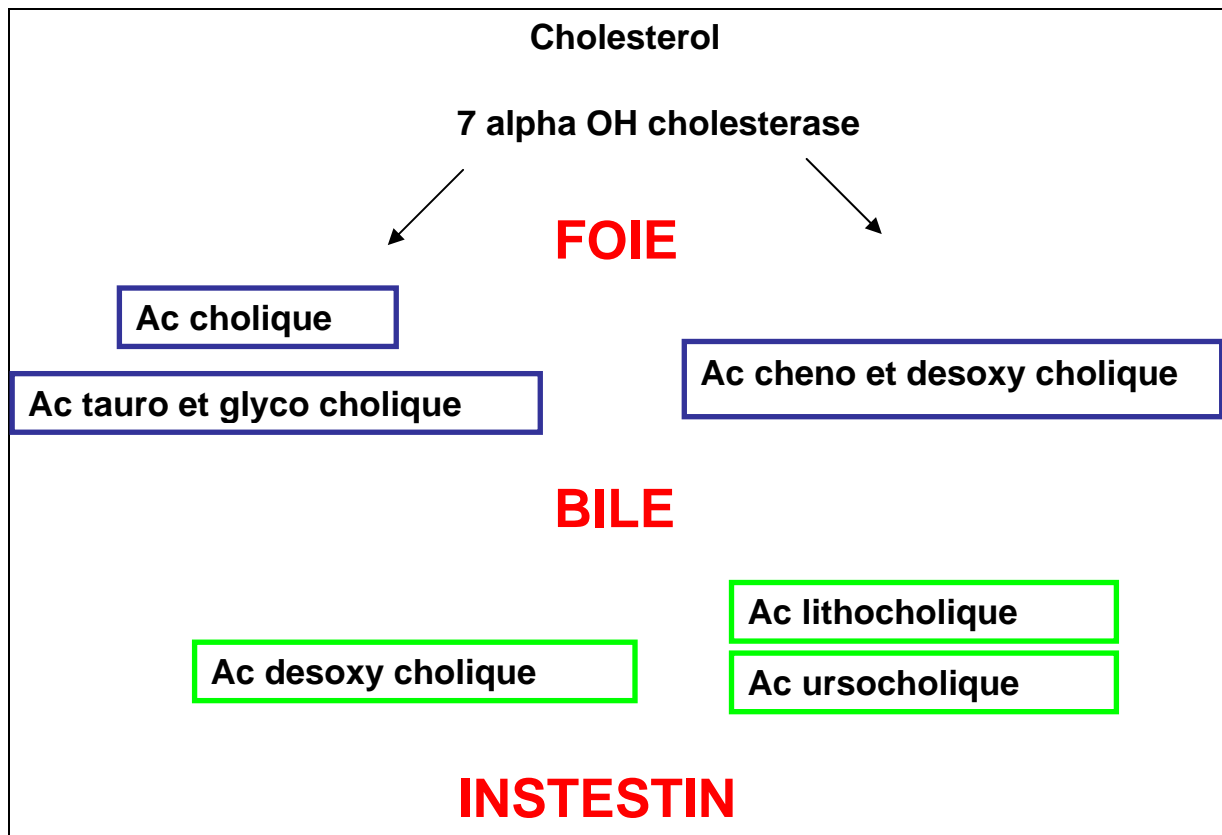 Cholesterol
7 alpha OH cholesterase
FOIE
Ac cholique
Ac cheno et desoxy cholique
Ac tauro et glyco cholique
BILE
Ac lithocholique
Ac desoxy cholique
Ac ursocholique
INSTESTIN